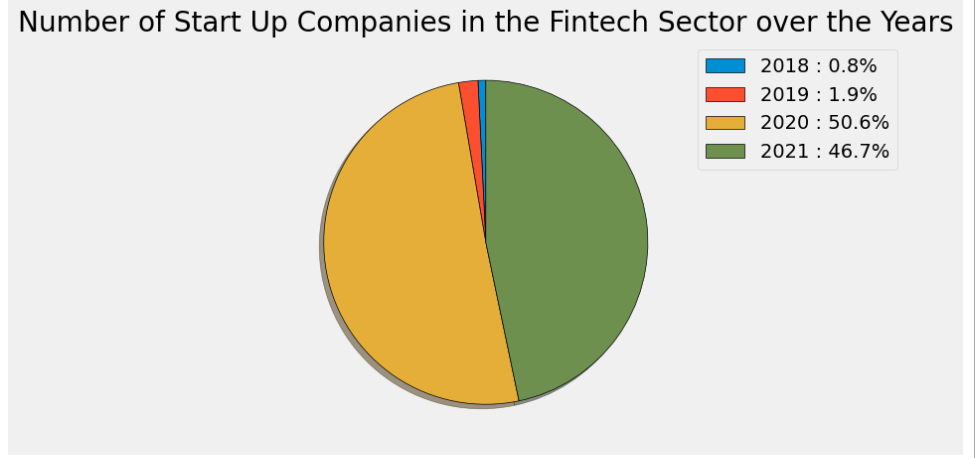 Number of Start Up Companies in the Fintech Sector over the Years
2018 : 0.8%
2019 : 1.9%
2020 : 50.6%
2021 : 46.7%